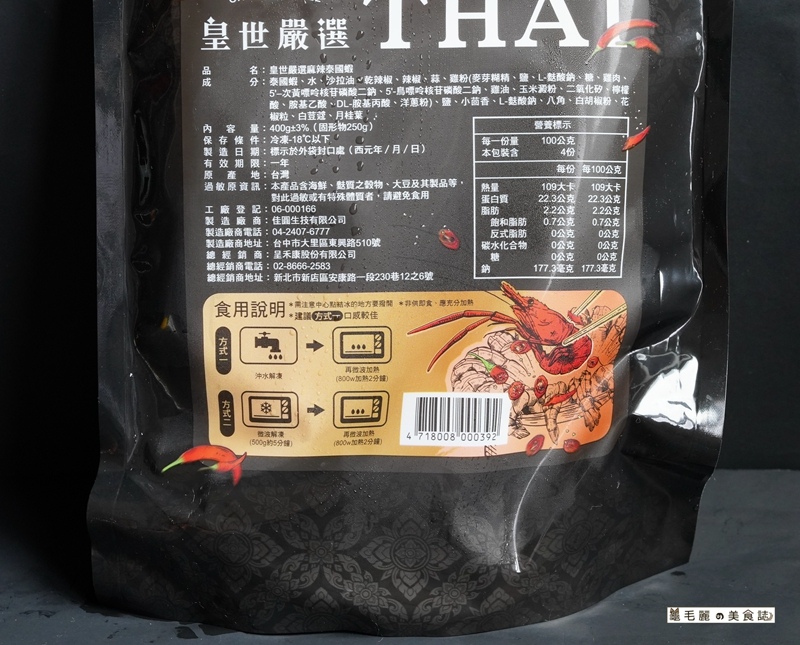 皇世嚴選 THAI
品名：皇世嚴選麻辣泰國蝦
成分：泰國蝦、水、沙拉油、乾辣椒、辣椒、蒜、雞粉(麥芽糊精、鹽、L-麩酸鈉、糖、雞肉、
5'-次黃嘌呤核苷磷酸二鈉、5'-鳥嘌呤核苷磷酸二鈉、雞油、玉米澱粉、二氧化矽、檸檬
酸、胺基乙酸、DL-胺基丙酸、洋蔥粉)、鹽、小茴香、L-麩酸鈉、八角、白胡椒粉、花
椒粒、白荳蔻、月桂葉
內容量：400g±3%（固形物250g）
保存條件：冷凍-18℃以下
製造日期：標示於外袋封口處（西元年/月/日）
有效期限：一年
原產地：台灣
過敏原資訊：本產品含海鮮、麩質之穀物、大豆及其製品等，
對此過敏或有特殊體質者，請避免食用
工廠登記：06-000166
製造廠商：佳圓生技有限公司
製造廠商電話：04-2407-6777
製造廠商地址：台中市大里區東興路510號
總經銷商：呈禾康股份有限公司
總經銷商電話：02-8666-2583
總經銷商地址：新北市新店區安康路一段230巷12之6號
營養標示
每一份量 100公克
本包裝含 4份
每份 每100公克
熱量 109大卡 109大卡
蛋白質 22.3公克 22.3公克
脂肪 2.2公克 2.2公克
飽和脂肪 0.7公克 0.7公克
反式脂肪 0公克 0公克
碳水化合物 0公克 0公克
糖 0公克 0公克
鈉 177.3毫克 177.3毫克
食用說明 *需注意中心點結冰的地方要撥開 *非供即食，應充分加熱
*建議方式一口感較佳
方式一
沖水解凍
再微波加熱
(800w加熱2分鐘)
方式二
微波解凍
(500g約5分鐘)
再微波加熱
(800w加熱2分鐘)
4 718008 000392
毛麗の美食誌